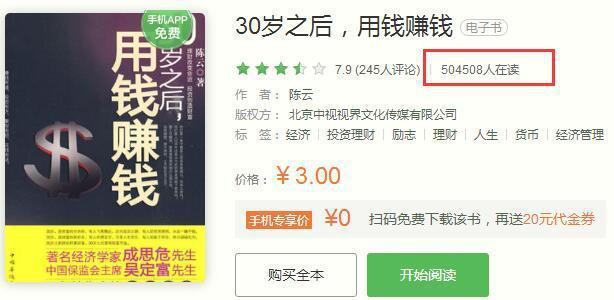 手机APP
免费
岁之后，
用钱赚钱
陈云 著
著名经济学家成思危先生
中国保监会主席吴定富先生
30岁之后，用钱赚钱 电子书
7.9 (245人评论) 504508人在读
作 者： 陈云
版权方： 北京中视视界文化传媒有限公司
标 签： 经济 投资理财 励志 理财 人生 货币 经济管理
价格： ￥3.00
手机专享价 ￥0 扫码免费下载该书，再送20元代金券
购买全本
开始阅读